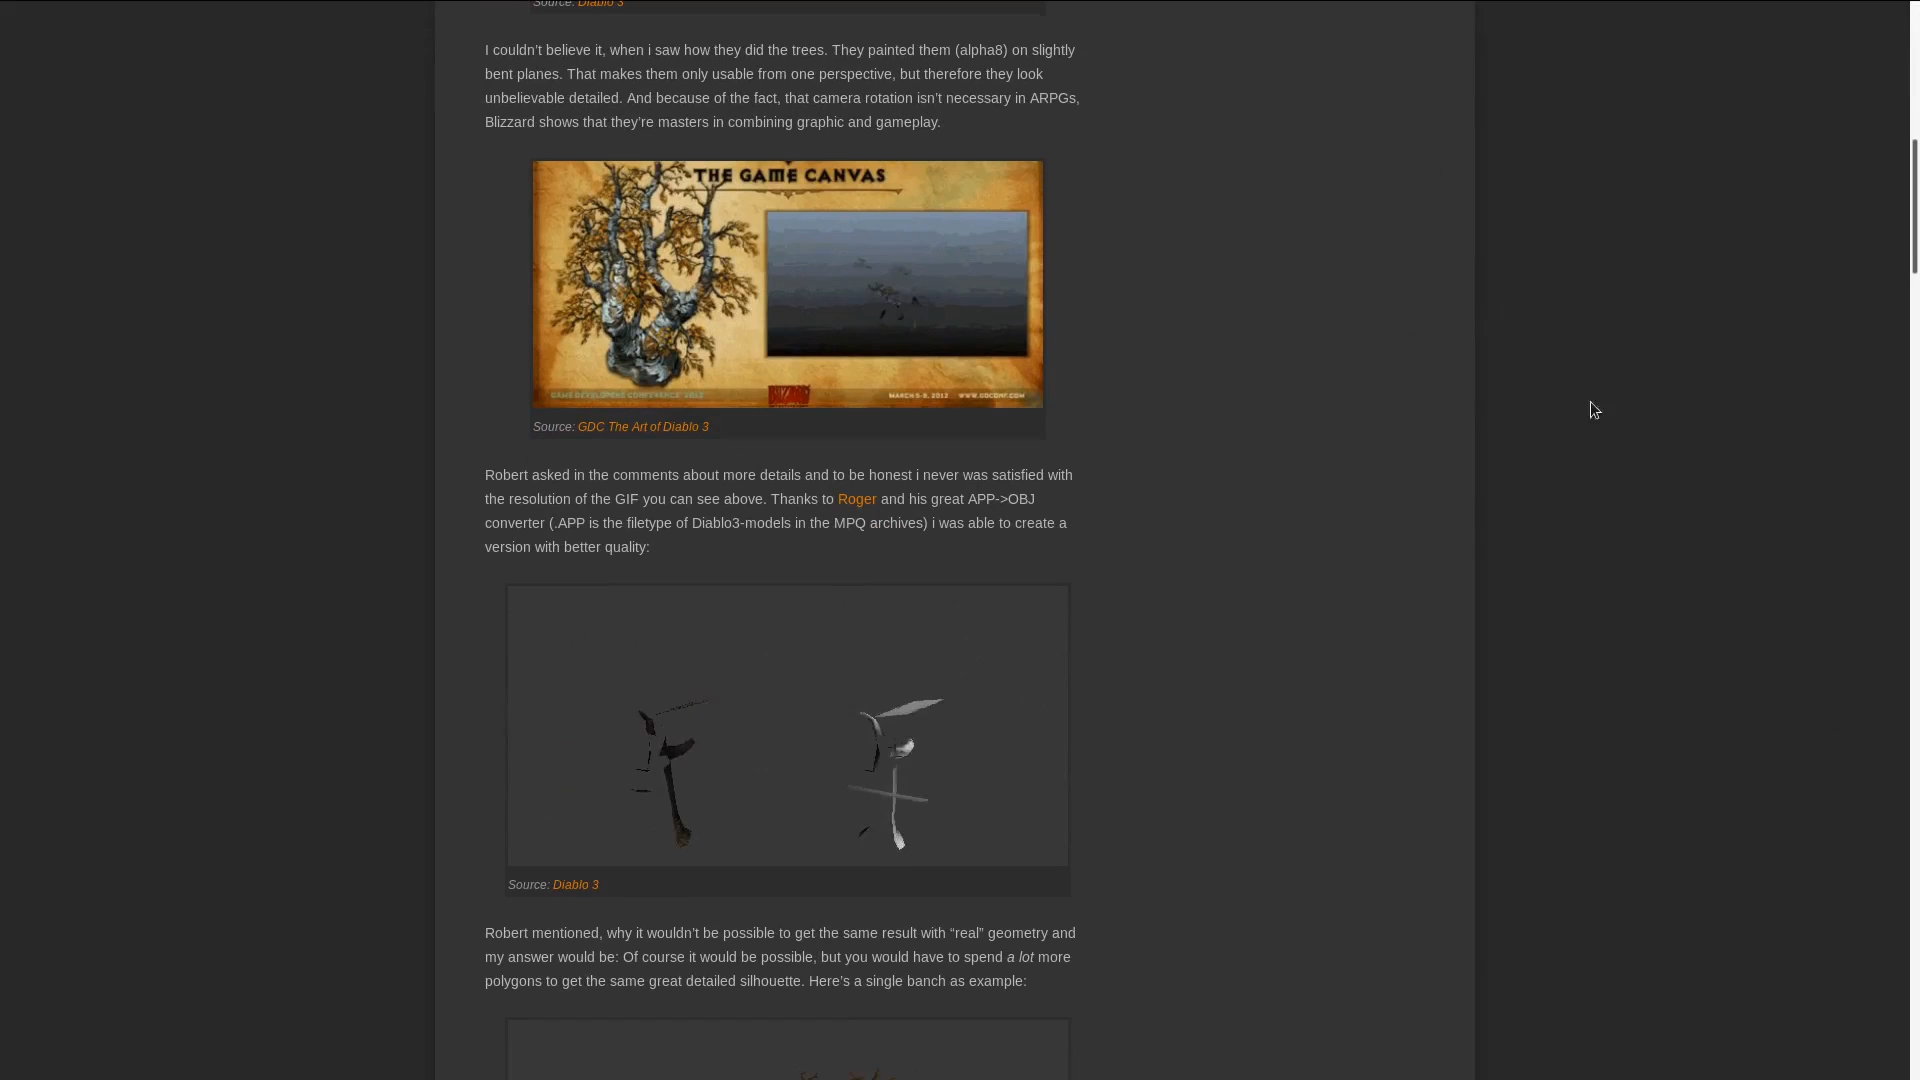 Source: Diablo 3
I couldn’t believe it, when i saw how they did the trees. They painted them (alpha8) on slightly
bent planes. That makes them only usable from one perspective, but therefore they look
unbelievable detailed. And because of the fact, that camera rotation isn’t necessary in ARPGs,
Blizzard shows that they’re masters in combining graphic and gameplay.
THE GAME CANVAS
GAME DEVELOPERS CONFERENCE 2012
BLIZZARD
MARCH 5-9, 2012 WWW.GDCONF.COM
Source: GDC The Art of Diablo 3
Robert asked in the comments about more details and to be honest i never was satisfied with
the resolution of the GIF you can see above. Thanks to Roger and his great APP->OBJ
converter (.APP is the filetype of Diablo3-models in the MPQ archives) i was able to create a
version with better quality:
Source: Diablo 3
Robert mentioned, why it wouldn’t be possible to get the same result with “real” geometry and
my answer would be: Of course it would be possible, but you would have to spend a lot more
polygons to get the same great detailed silhouette. Here’s a single banch as example: